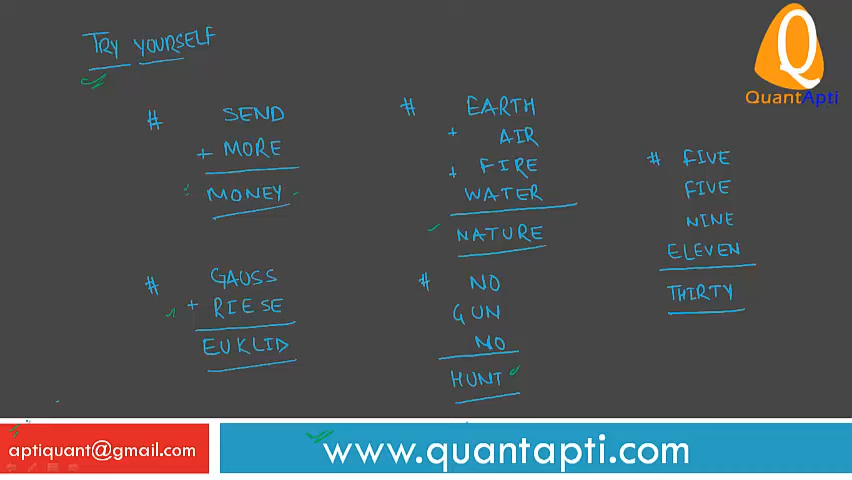 TRY YOURSELF
Q
QuantApti
# SEND
+ MORE
MONEY
# EARTH
+ AIR
+ FIRE
WATER
NATURE
# FIVE
FIVE
NINE
ELEVEN
THIRTY
# GAUSS
+ RIESE
EUKLID
# NO
GUN
NO
HUNT
aptiquant@gmail.com
www.quantapti.com